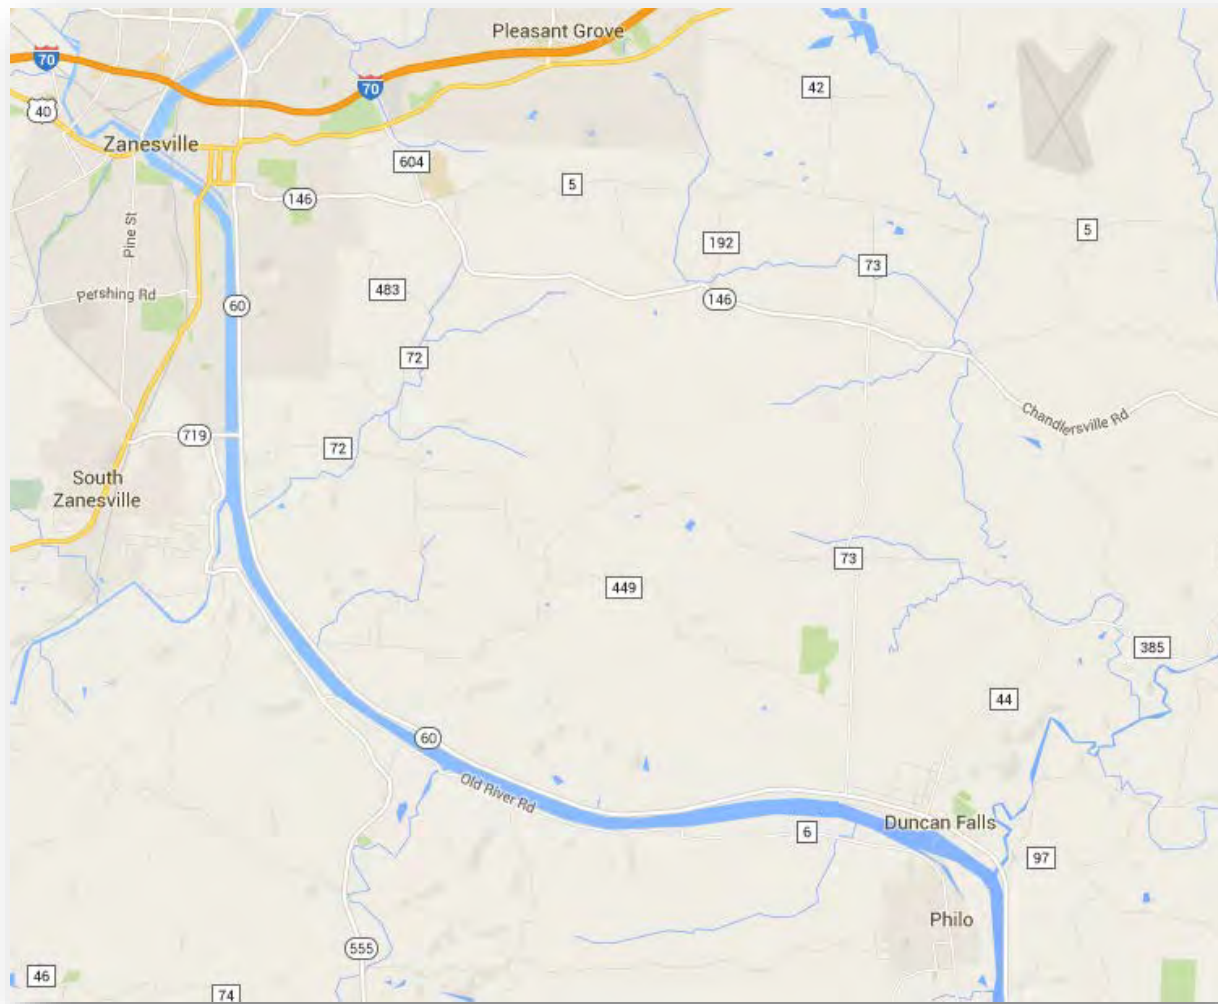 Pleasant Grove
70
70
42
40
Zanesville
604
5
146
Pine St
192
5
73
483
Pershing Rd
60
146
72
Chandlersville Rd
719
72
South
Zanesville
73
449
385
44
60
Old River Rd
6
Duncan Falls
97
Philo
555
46
74